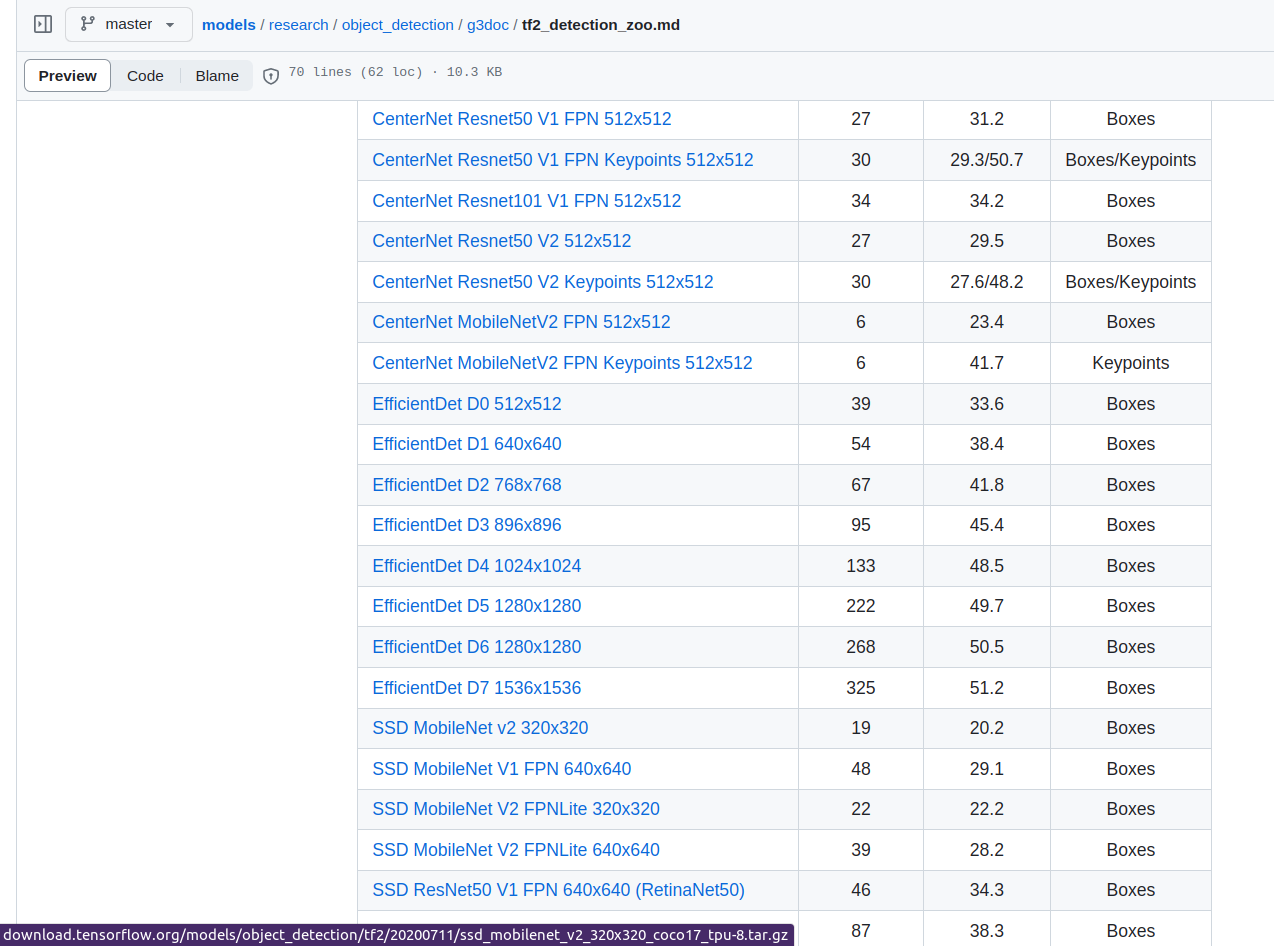 master models / research / object_detection / g3doc / tf2_detection_zoo.md
Preview Code Blame 70 lines (62 loc) · 10.3 KB
CenterNet Resnet50 V1 FPN 512x512 27 31.2 Boxes
CenterNet Resnet50 V1 FPN Keypoints 512x512 30 29.3/50.7 Boxes/Keypoints
CenterNet Resnet101 V1 FPN 512x512 34 34.2 Boxes
CenterNet Resnet50 V2 512x512 27 29.5 Boxes
CenterNet Resnet50 V2 Keypoints 512x512 30 27.6/48.2 Boxes/Keypoints
CenterNet MobileNetV2 FPN 512x512 6 23.4 Boxes
CenterNet MobileNetV2 FPN Keypoints 512x512 6 41.7 Keypoints
EfficientDet D0 512x512 39 33.6 Boxes
EfficientDet D1 640x640 54 38.4 Boxes
EfficientDet D2 768x768 67 41.8 Boxes
EfficientDet D3 896x896 95 45.4 Boxes
EfficientDet D4 1024x1024 133 48.5 Boxes
EfficientDet D5 1280x1280 222 49.7 Boxes
EfficientDet D6 1280x1280 268 50.5 Boxes
EfficientDet D7 1536x1536 325 51.2 Boxes
SSD MobileNet v2 320x320 19 20.2 Boxes
SSD MobileNet V1 FPN 640x640 48 29.1 Boxes
SSD MobileNet V2 FPNLite 320x320 22 22.2 Boxes
SSD MobileNet V2 FPNLite 640x640 39 28.2 Boxes
SSD ResNet50 V1 FPN 640x640 (RetinaNet50) 46 34.3 Boxes
87 38.3 Boxes
download.tensorflow.org/models/object_detection/tf2/20200711/ssd_mobilenet_v2_320x320_coco17_tpu-8.tar.gz